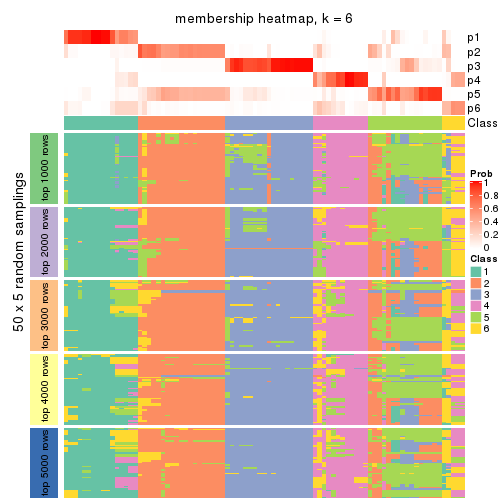 membership heatmap, k = 6
p1
p2
p3
p4
p5
p6
Class
50 x 5 random samplings
top 1000 rows
top 2000 rows
top 3000 rows
top 4000 rows
top 5000 rows
Prob
1
0.8
0.6
0.4
0.2
0
Class
1
2
3
4
5
6